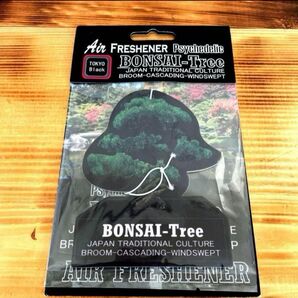 Air FRESHENER Psychedelic
TOKYO
Black
BONSAI-Tree
JAPAN TRADITIONAL CULTURE
BROOM-CASCADING-WINDSWEPT
BONSAI-Tree
JAPAN TRADITIONAL CULTURE
BROOM-CASCADING-WINDSWEPT
AIR FRESHENER